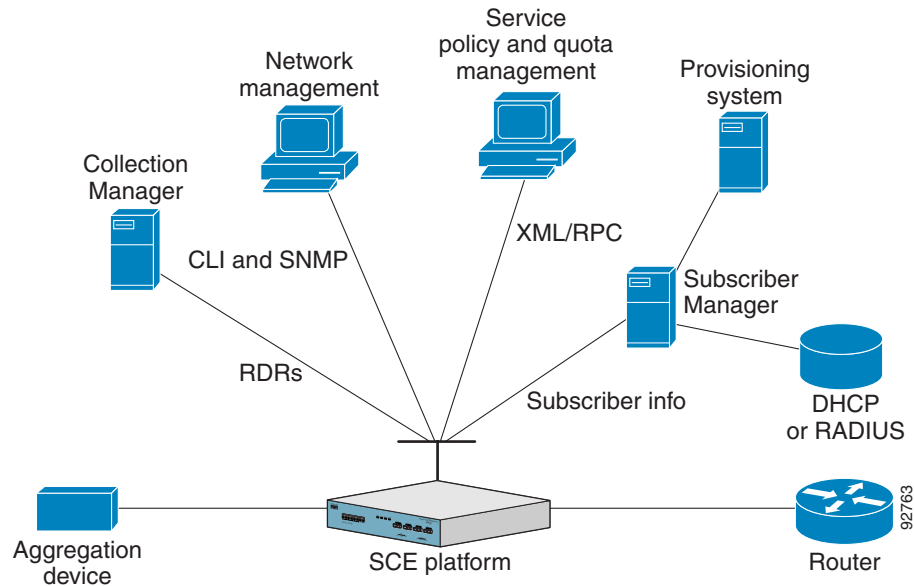 Service
policy and quota
management
Network
management
Provisioning
system
Collection
Manager
XML/RPC
CLI and SNMP
Subscriber
Manager
RDRs
Subscriber info
DHCP
or RADIUS
Aggregation
device
SCE platform
Router
92763